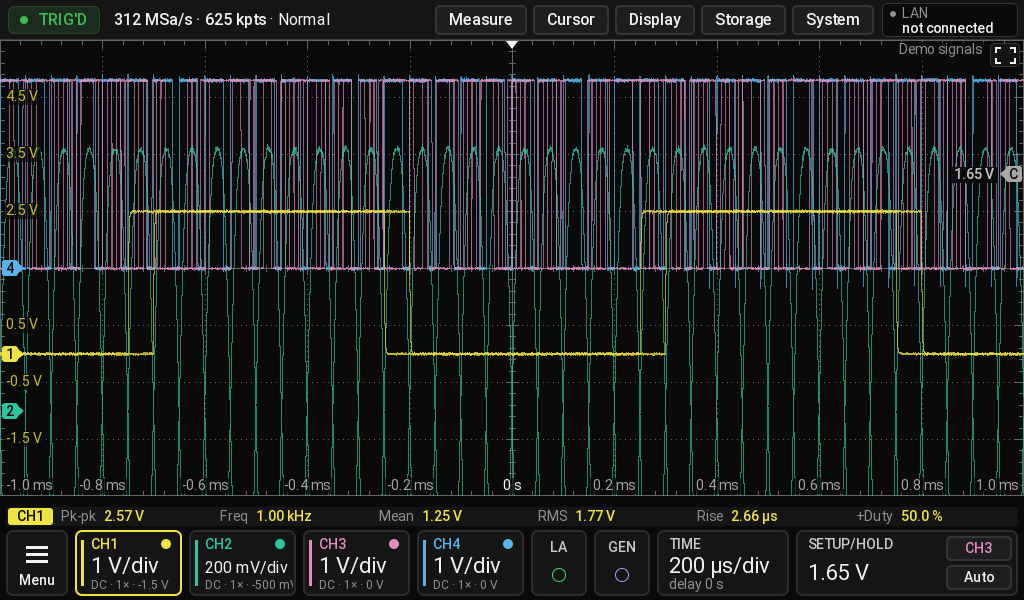 TRIG'D
312 MSa/s · 625 kpts · Normal
Measure
Cursor
Display
Storage
System
LAN
not connected
Demo signals
4.5 V
3.5 V
1.65 V
C
2.5 V
4
0.5 V
1
-0.5 V
2
-1.5 V
-1.0 ms
-0.8 ms
-0.6 ms
-0.4 ms
-0.2 ms
0 s
0.2 ms
0.4 ms
0.6 ms
0.8 ms
1.0 ms
CH1
Pk-pk 2.57 V
Freq 1.00 kHz
Mean 1.25 V
RMS 1.77 V
Rise 2.66 µs
+Duty 50.0 %
Menu
CH1
1 V/div
DC · 1× · -1.5 V
CH2
200 mV/div
DC · 1× · -500 mV
CH3
1 V/div
DC · 1× · 0 V
CH4
1 V/div
DC · 1× · 0 V
LA
GEN
TIME
200 µs/div
delay 0 s
SETUP/HOLD
1.65 V
CH3
Auto